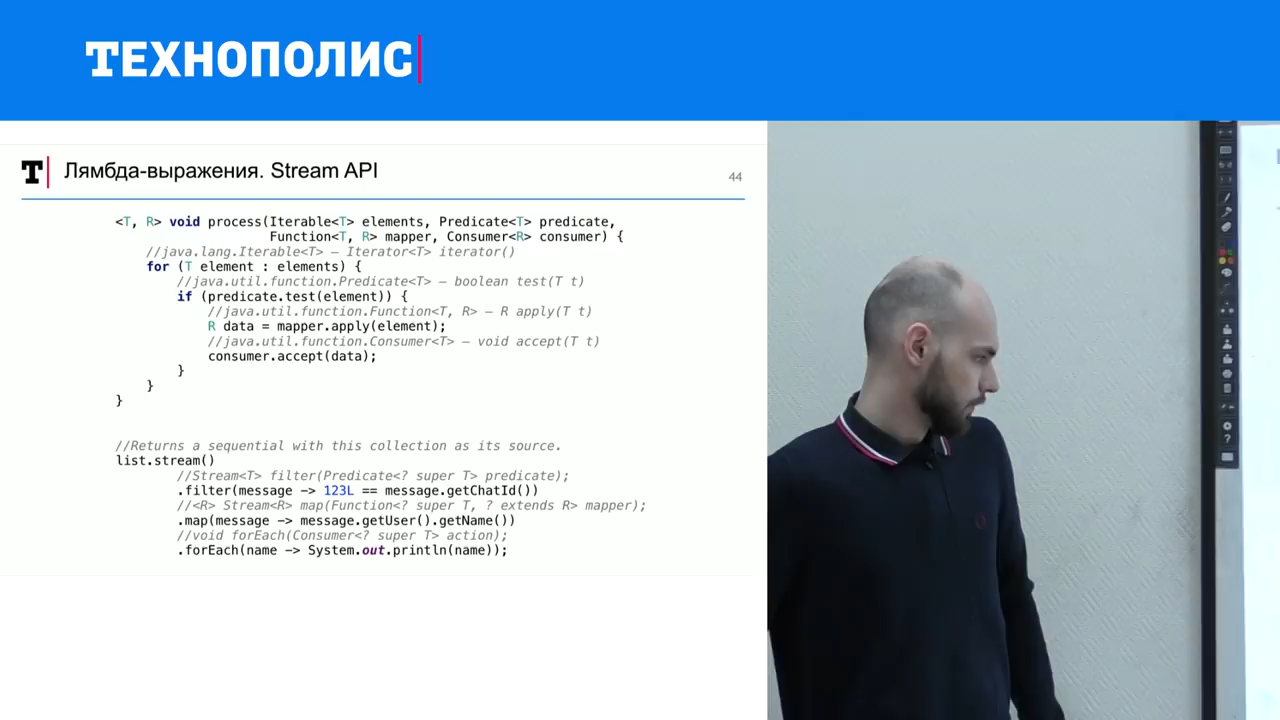 ТЕХНОПОЛИС
Т
Лямбда-выражения. Stream API
44
<T, R> void process(Iterable<T> elements, Predicate<T> predicate,
Function<T, R> mapper, Consumer<R> consumer) {
//java.lang.Iterable<T> — Iterator<T> iterator()
for (T element : elements) {
//java.util.function.Predicate<T> — boolean test(T t)
if (predicate.test(element)) {
//java.util.function.Function<T, R> — R apply(T t)
R data = mapper.apply(element);
//java.util.function.Consumer<T> — void accept(T t)
consumer.accept(data);
}
}
}
//Returns a sequential with this collection as its source.
list.stream()
//Stream<T> filter(Predicate<? super T> predicate);
.filter(message -> 123L == message.getChatId())
//<R> Stream<R> map(Function<? super T, ? extends R> mapper);
.map(message -> message.getUser().getName())
//void forEach(Consumer<? super T> action);
.forEach(name -> System.out.println(name));